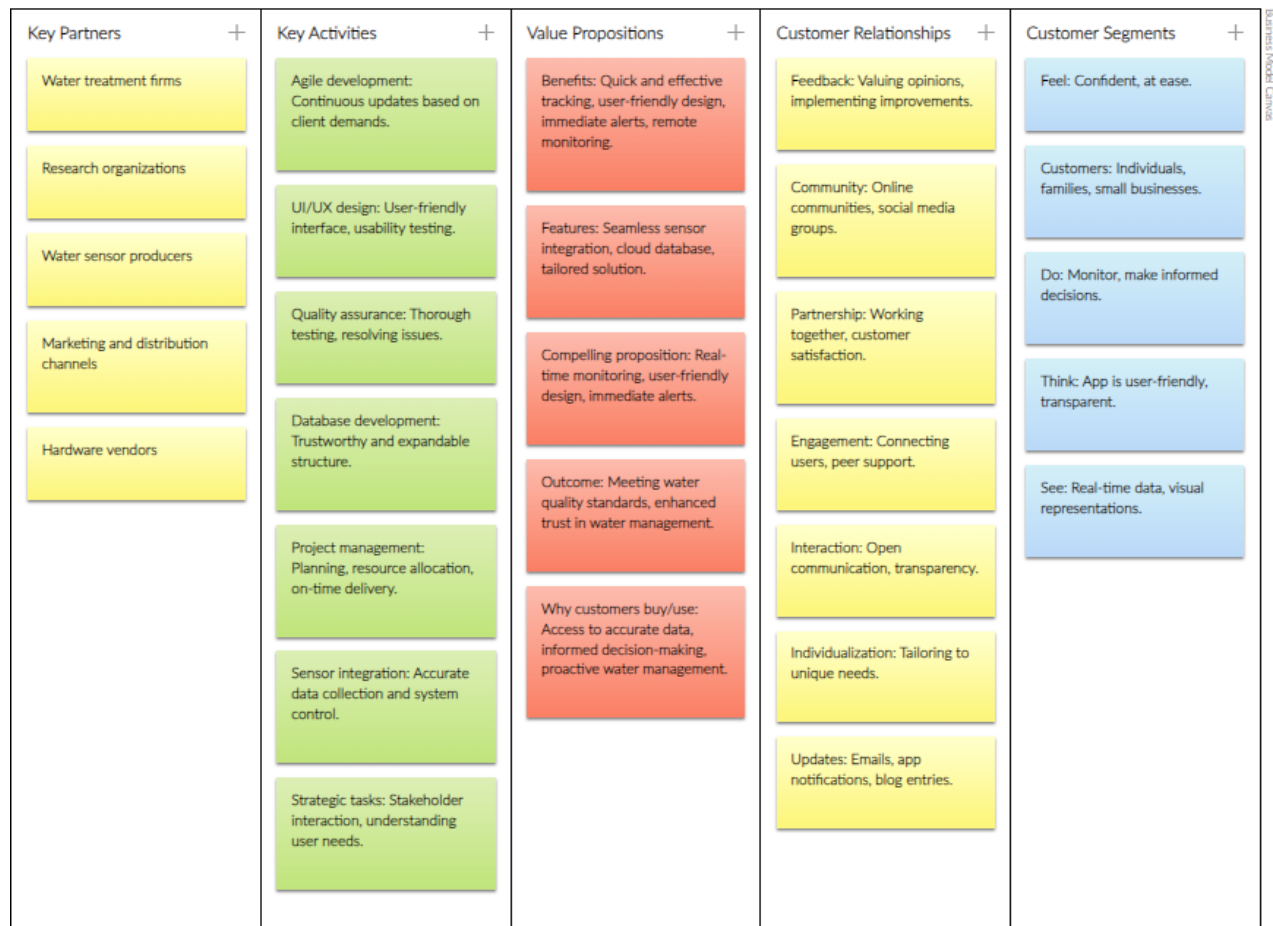 Key Partners
Water treatment firms
Research organizations
Water sensor producers
Marketing and distribution
channels
Hardware vendors
Key Activities
Agile development:
Continuous updates based on
client demands.
UI/UX design: User-friendly
interface, usability testing.
Quality assurance: Thorough
testing, resolving issues.
Database development:
Trustworthy and expandable
structure.
Project management:
Planning, resource allocation,
on-time delivery.
Sensor integration: Accurate
data collection and system
control.
Strategic tasks: Stakeholder
interaction, understanding
user needs.
Value Propositions
Benefits: Quick and effective
tracking, user-friendly design,
immediate alerts, remote
monitoring.
Features: Seamless sensor
integration, cloud database,
tailored solution.
Compelling proposition: Real-
time monitoring, user-friendly
design, immediate alerts.
Outcome: Meeting water
quality standards, enhanced
trust in water management.
Why customers buy/use:
Access to accurate data,
informed decision-making,
proactive water management.
Customer Relationships
Feedback: Valuing opinions,
implementing improvements.
Community: Online
communities, social media
groups.
Partnership: Working
together, customer
satisfaction.
Engagement: Connecting
users, peer support.
Interaction: Open
communication, transparency.
Individualization: Tailoring to
unique needs.
Updates: Emails, app
notifications, blog entries.
Customer Segments
Feel: Confident, at ease.
Customers: Individuals,
families, small businesses.
Do: Monitor, make informed
decisions.
Think: App is user-friendly,
transparent.
See: Real-time data, visual
representations.
Business Model Canvas